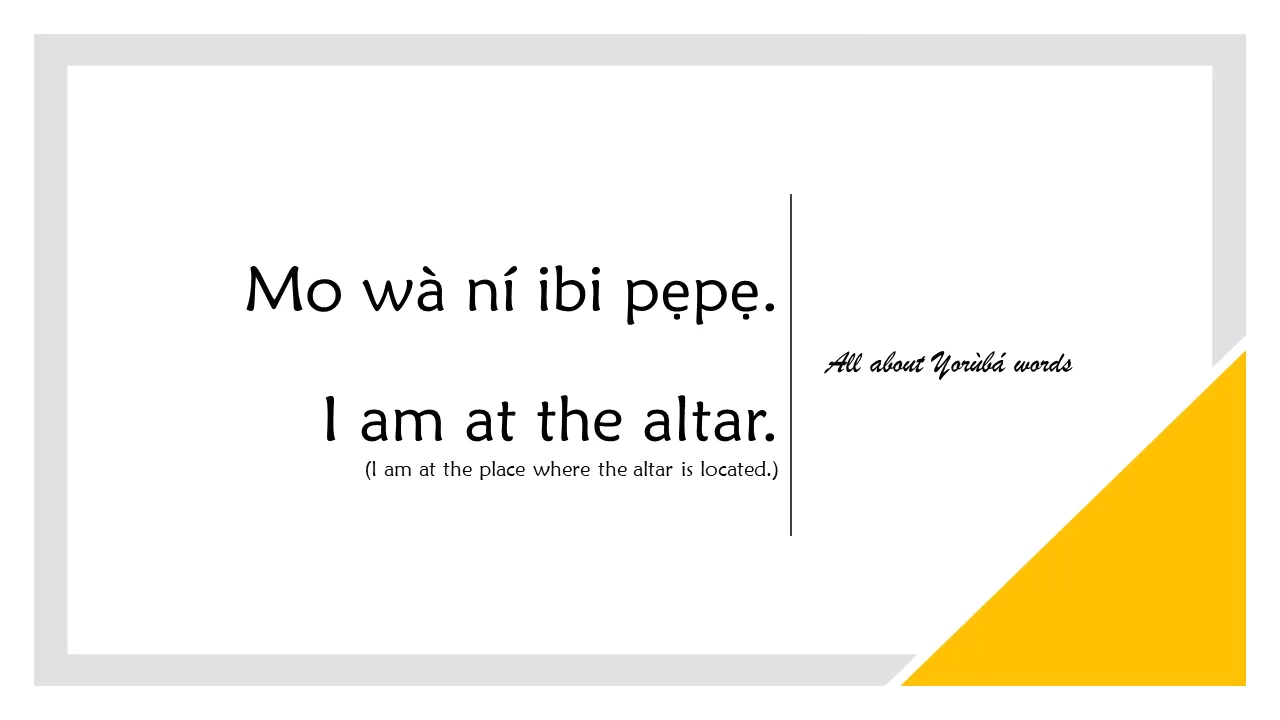 Mo wà ní ibi pẹpẹ.
I am at the altar.
(I am at the place where the altar is located.)
All about Yorùbá words